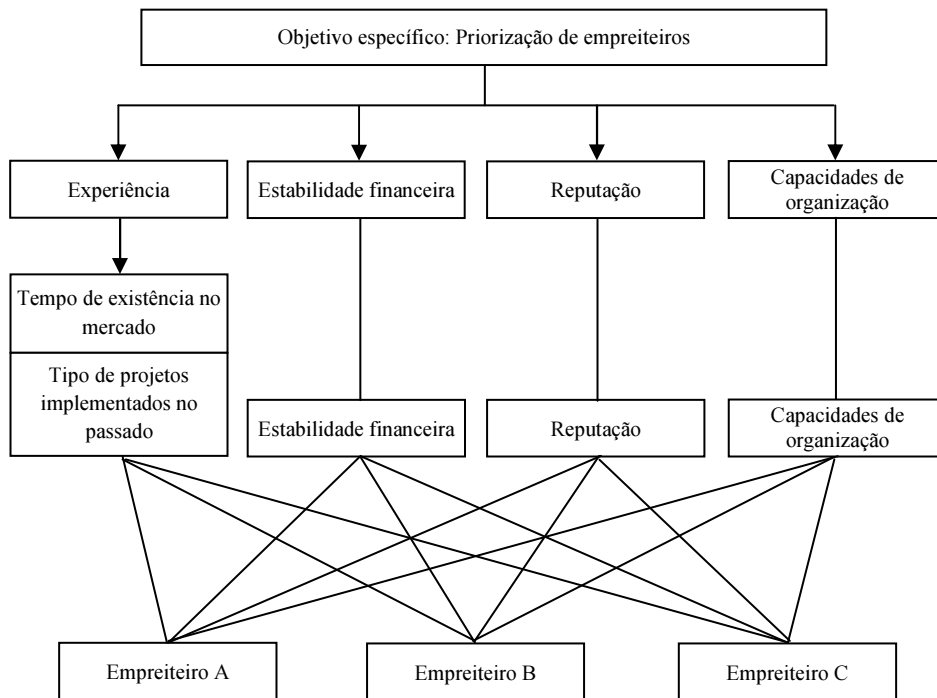 Objetivo específico: Priorização de empreiteiros
Experiência
Estabilidade financeira
Reputação
Capacidades de
organização
Tempo de existência no
mercado
Tipo de projetos
implementados no
passado
Estabilidade financeira
Reputação
Capacidades de
organização
Empreiteiro A
Empreiteiro B
Empreiteiro C